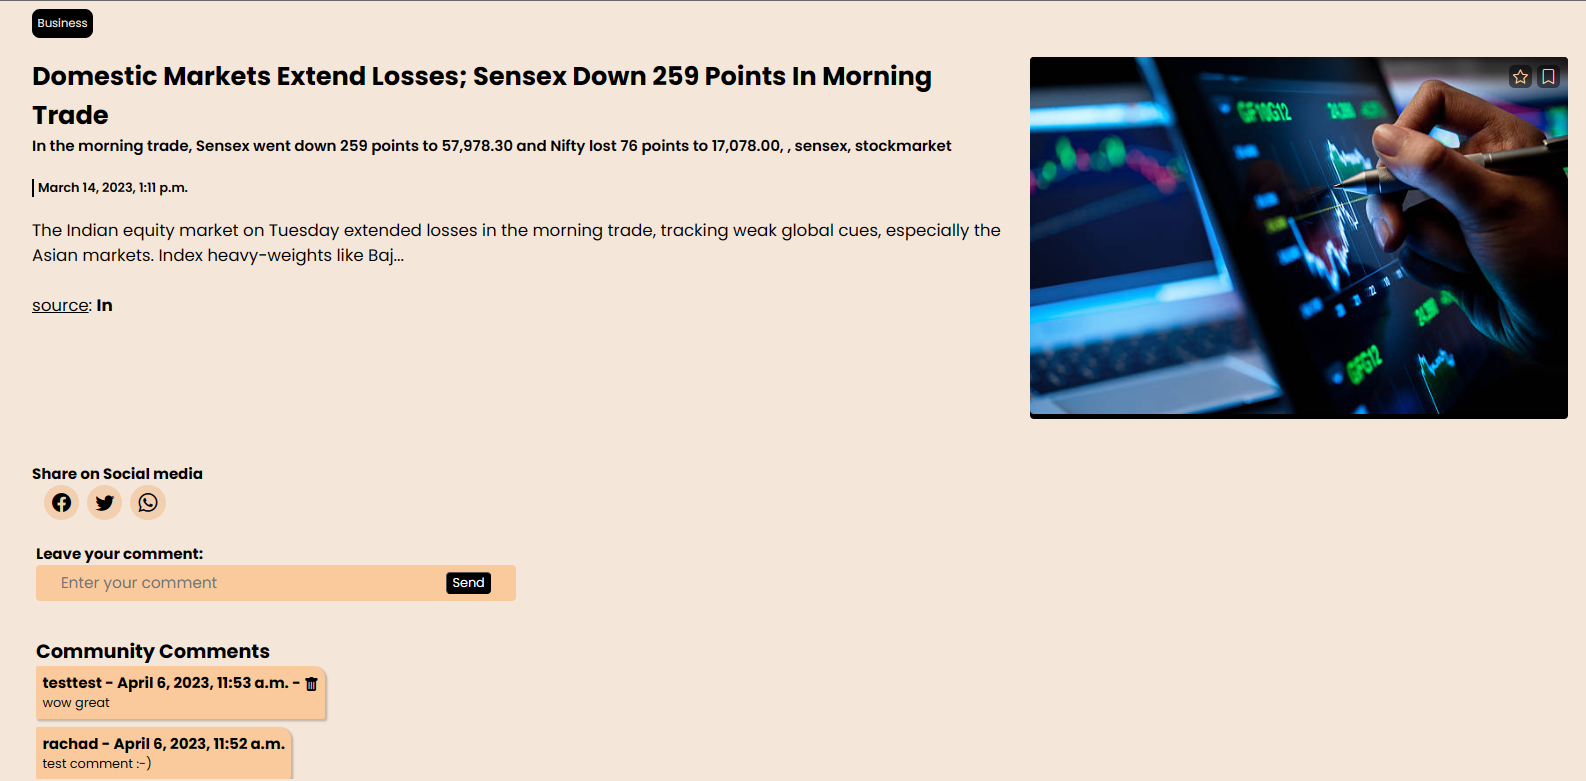 Business
Domestic Markets Extend Losses; Sensex Down 259 Points In Morning
Trade
In the morning trade, Sensex went down 259 points to 57,978.30 and Nifty lost 76 points to 17,078.00, , sensex, stockmarket
March 14, 2023, 1:11 p.m.
The Indian equity market on Tuesday extended losses in the morning trade, tracking weak global cues, especially the
Asian markets. Index heavy-weights like Baj...
source: In
GF10G12
GFG12
Share on Social media
Leave your comment:
Enter your comment
Send
Community Comments
testtest - April 6, 2023, 11:53 a.m. -
wow great
rachad - April 6, 2023, 11:52 a.m.
test comment :-)